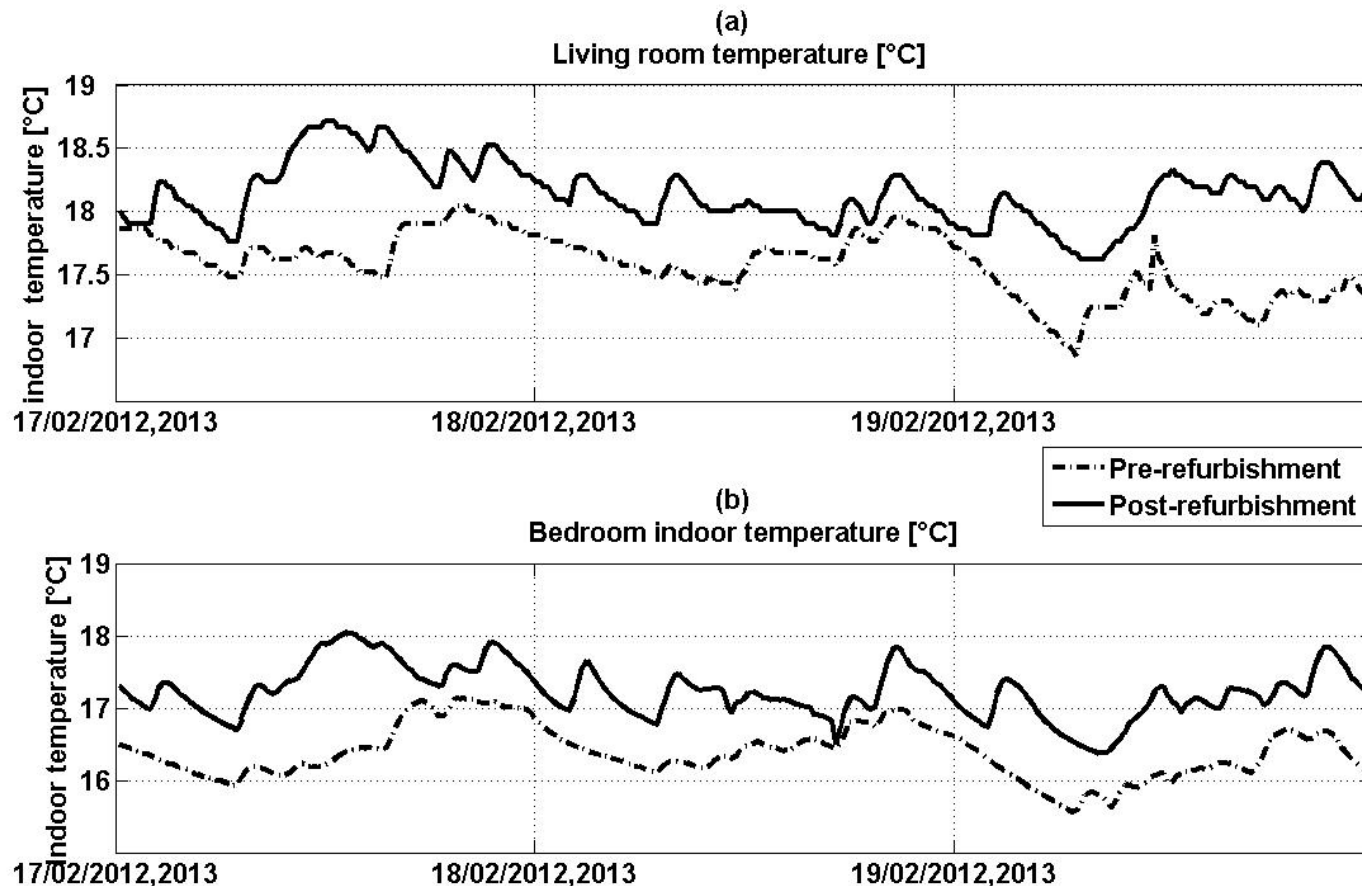 (a)
Living room temperature [°C]
indoor temperature [°C]
19
18.5
18
17.5
17
17/02/2012,2013
18/02/2012,2013
19/02/2012,2013
Pre-refurbishment
Post-refurbishment
(b)
Bedroom indoor temperature [°C]
Indoor temperature [°C]
19
18
17
16
17/02/2012,2013
18/02/2012,2013
19/02/2012,2013